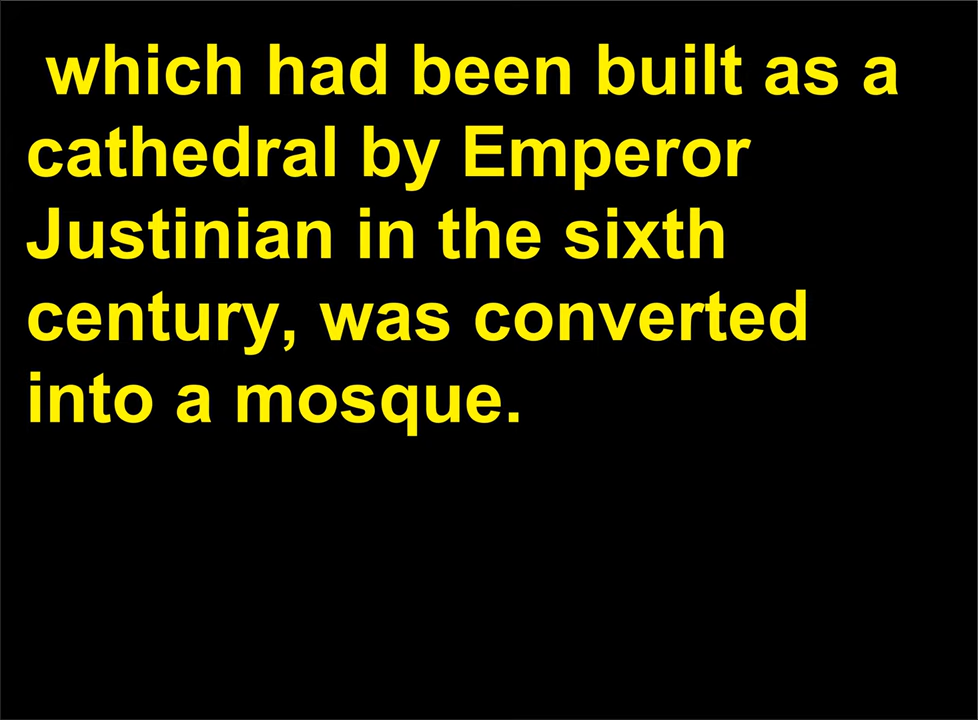 which had been built as a
cathedral by Emperor
Justinian in the sixth
century, was converted
into a mosque.